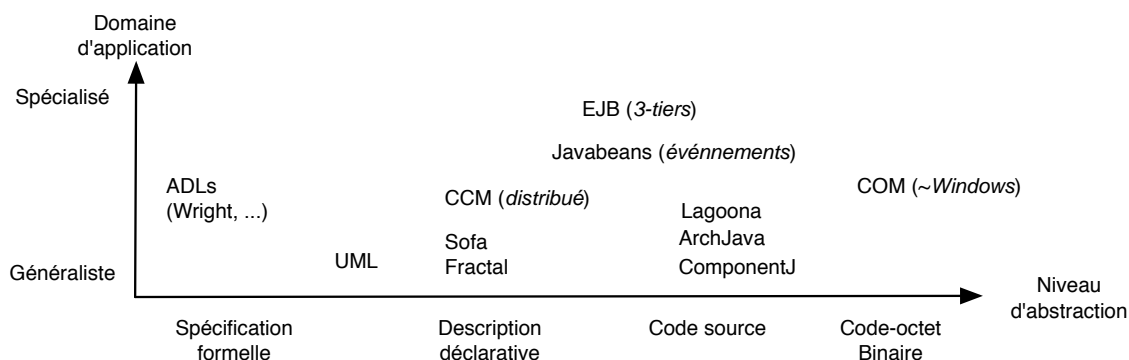 Domaine
d'application
Spécialisé
EJB (3-tiers)
Javabeans (événnements)
ADLs
(Wright, ...)
CCM (distribué)
COM (~Windows)
Lagoona
Sofa
ArchJava
UML
Fractal
ComponentJ
Généraliste
Niveau
d'abstraction
Spécification
formelle
Description
déclarative
Code source
Code-octet
Binaire